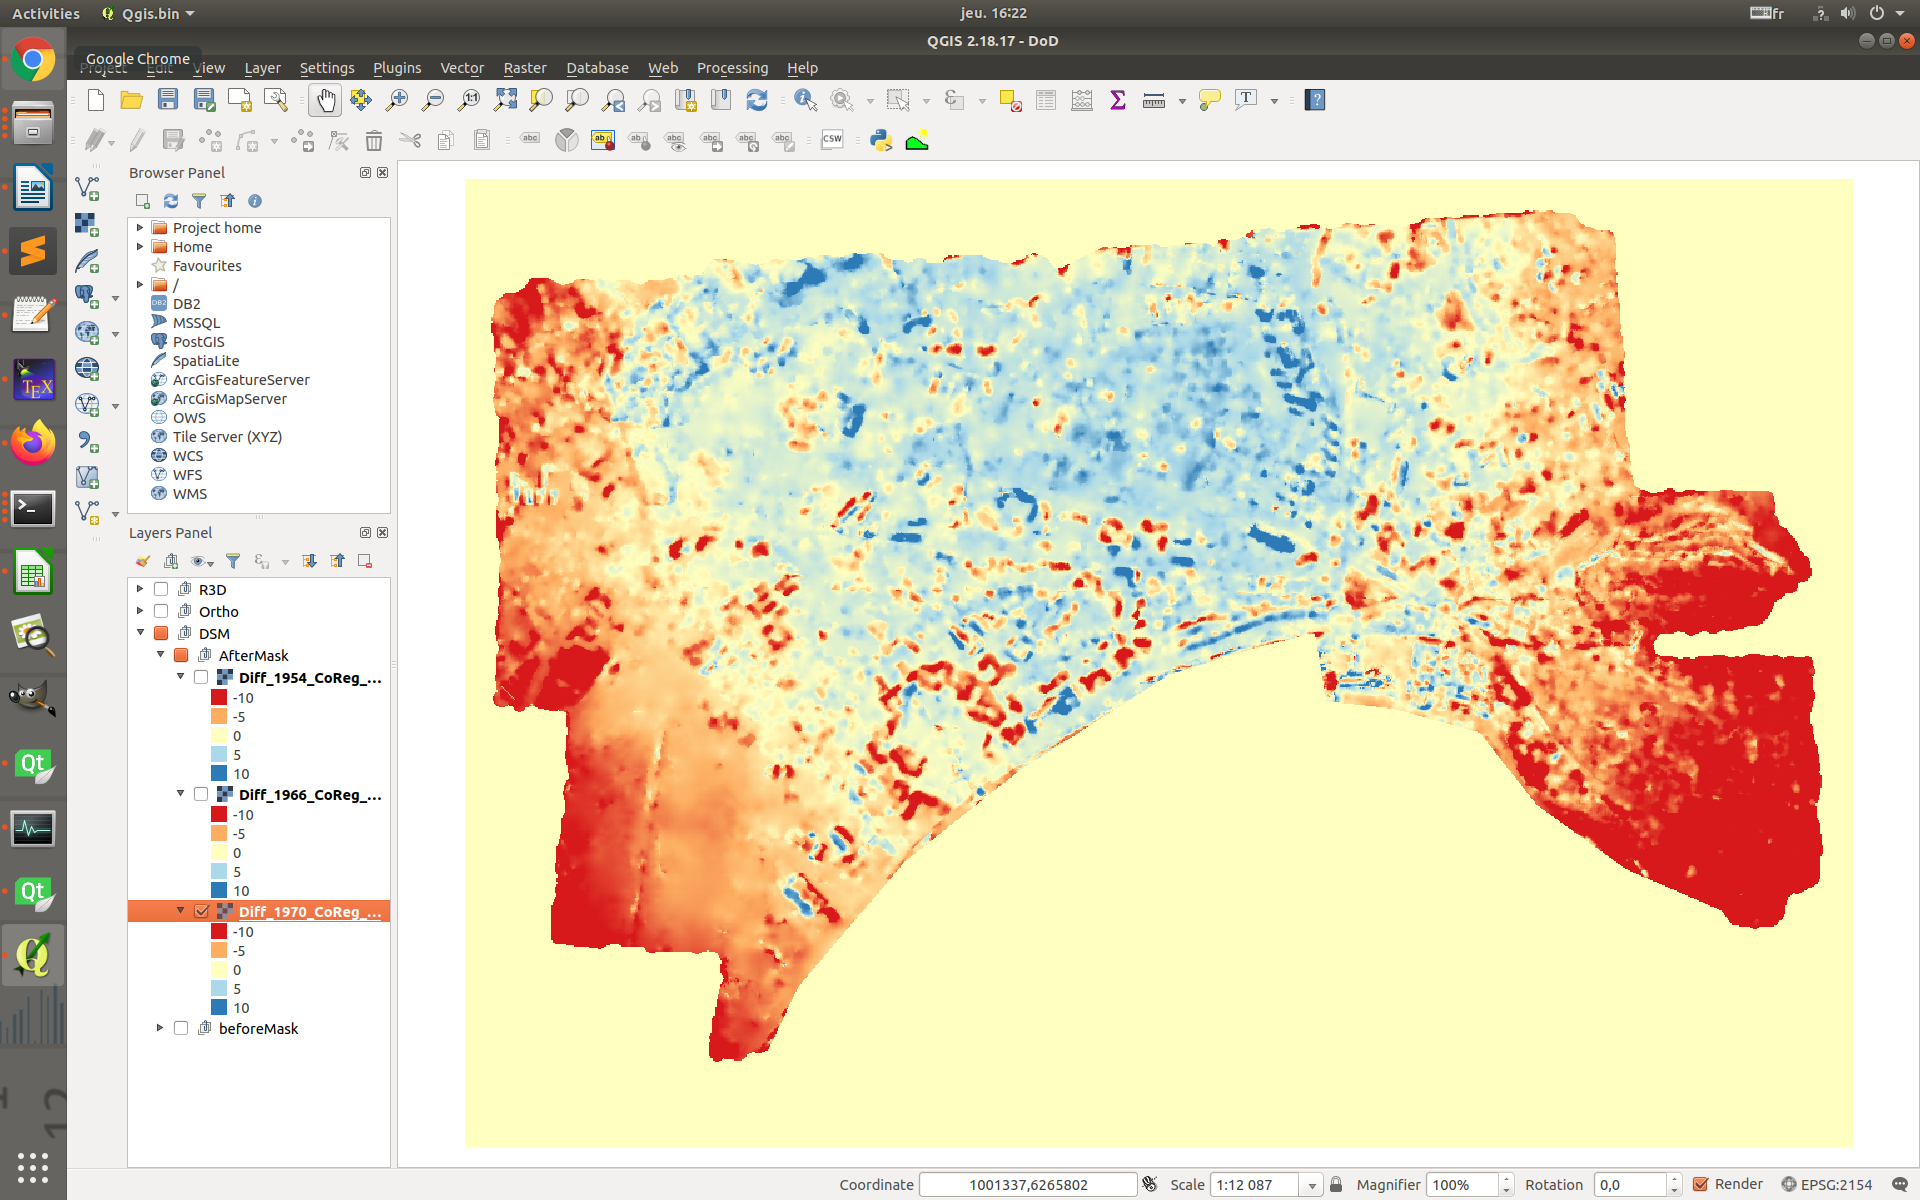 Activities Qgis.bin jeu. 16:22 fr
QGIS 2.18.17 - DoD
Google Chrome
Project Edit View Layer Settings Plugins Vector Raster Database Web Processing Help
Browser Panel
Project home
Home
Favourites
/
DB2
MSSQL
PostGIS
SpatiaLite
ArcGisFeatureServer
ArcGisMapServer
OWS
Tile Server (XYZ)
WCS
WFS
WMS
Layers Panel
R3D
Ortho
DSM
AfterMask
Diff_1954_CoReg_...
-10
-5
0
5
10
Diff_1966_CoReg_...
-10
-5
0
5
10
Diff_1970_CoReg_...
-10
-5
0
5
10
beforeMask
Coordinate 1001337,6265802 Scale 1:12 087 Magnifier 100% Rotation 0,0 Render EPSG:2154